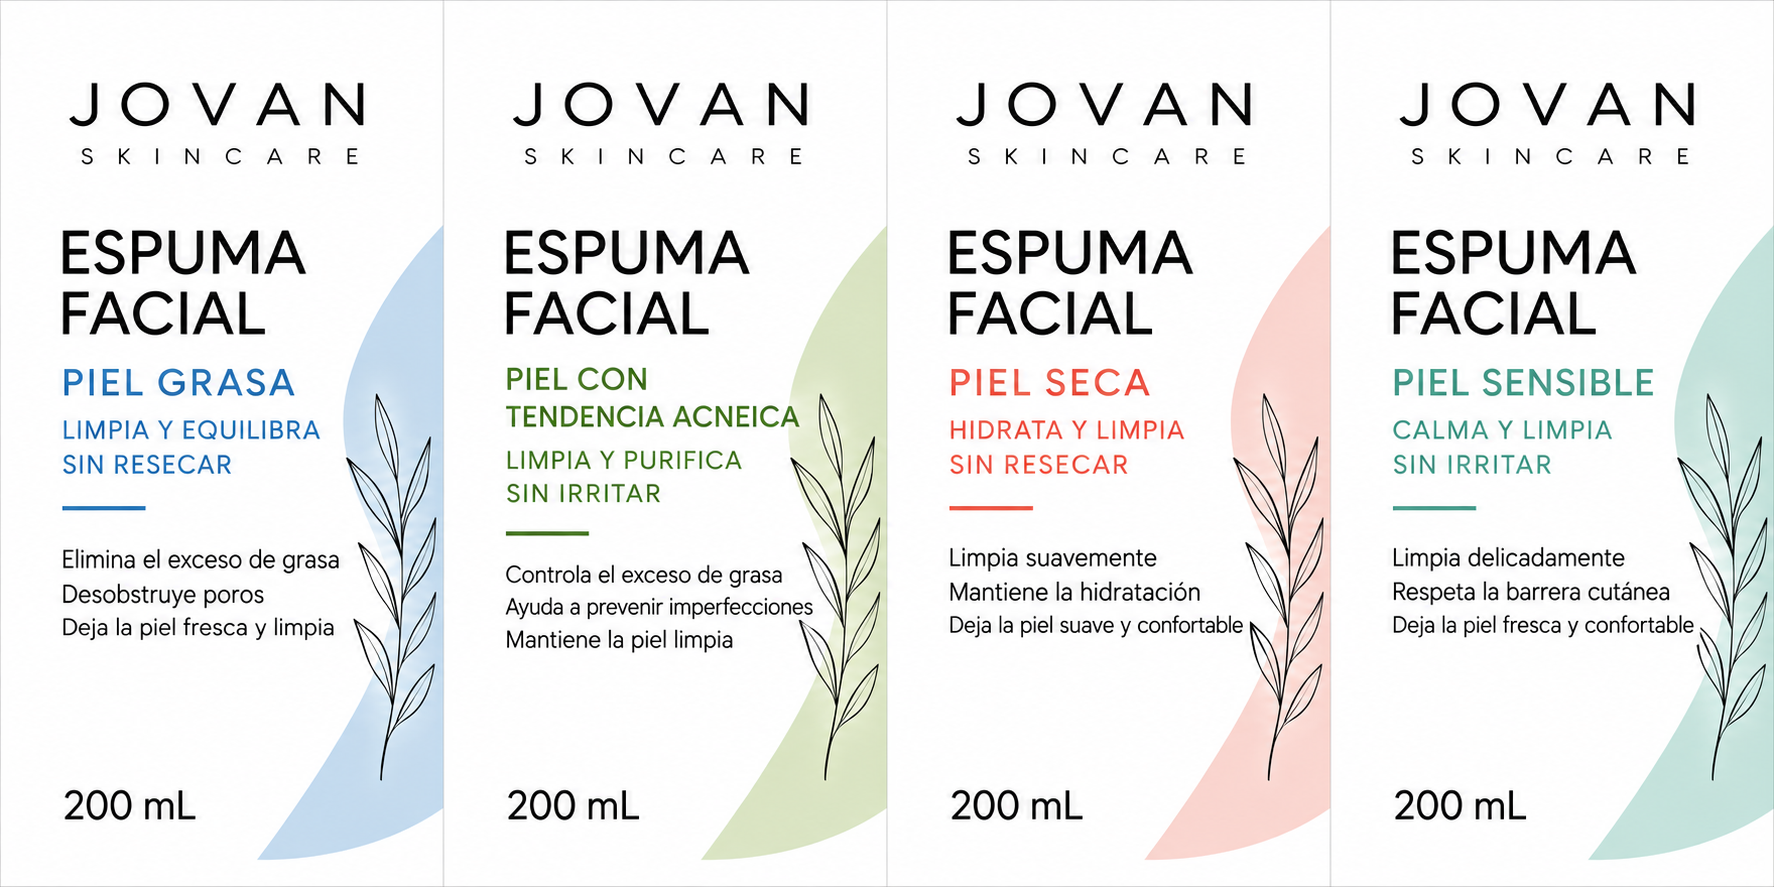 JOVAN
SKINCARE
ESPUMA
FACIAL
PIEL GRASA
LIMPIA Y EQUILIBRA
SIN RESECAR
Elimina el exceso de grasa
Desobstruye poros
Deja la piel fresca y limpia
200 mL
JOVAN
SKINCARE
ESPUMA
FACIAL
PIEL CON
TENDENCIA ACNEICA
LIMPIA Y PURIFICA
SIN IRRITAR
Controla el exceso de grasa
Ayuda a prevenir imperfecciones
Mantiene la piel limpia
200 mL
JOVAN
SKINCARE
ESPUMA
FACIAL
PIEL SECA
HIDRATA Y LIMPIA
SIN RESECAR
Limpia suavemente
Mantiene la hidratación
Deja la piel suave y confortable
200 mL
JOVAN
SKINCARE
ESPUMA
FACIAL
PIEL SENSIBLE
CALMA Y LIMPIA
SIN IRRITAR
Limpia delicadamente
Respeta la barrera cutánea
Deja la piel fresca y confortable
200 mL